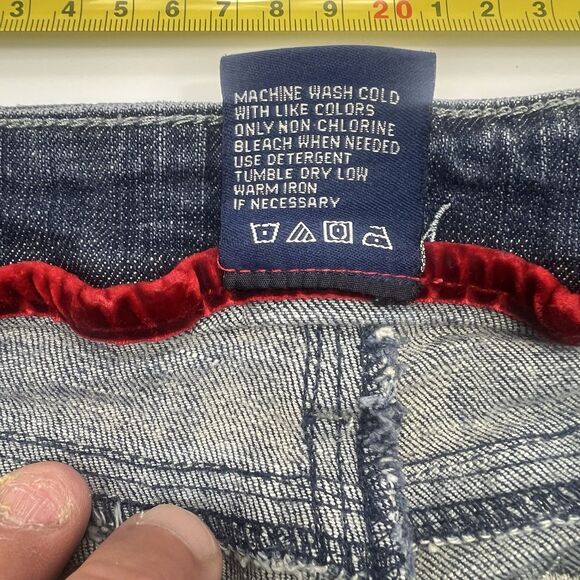 3 4 5 6 7 8 9 20 1 2 3
MACHINE WASH COLD
WITH LIKE COLORS
ONLY NON-CHLORINE
BLEACH WHEN NEEDED
USE DETERGENT
TUMBLE DRY LOW
WARM IRON
IF NECESSARY